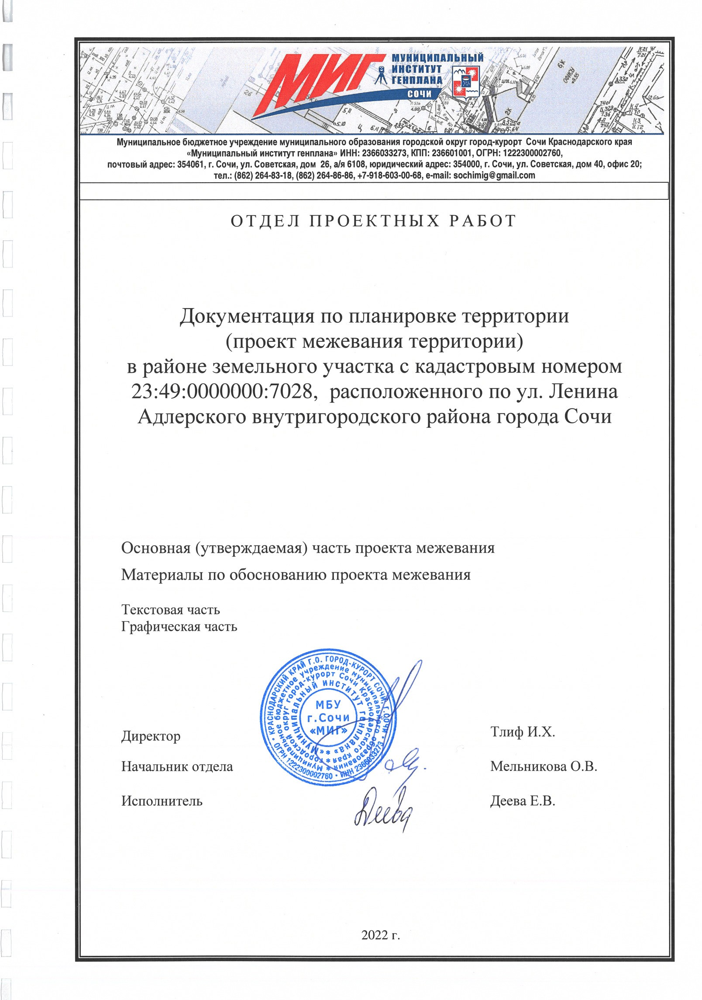 МИГ
МУНИЦИПАЛЬНЫЙ
ИНСТИТУТ
ГЕНПЛАНА
СОЧИ
Муниципальное бюджетное учреждение муниципального образования городской округ город-курорт Сочи Краснодарского края
«Муниципальный институт генплана» ИНН: 2366033273, КПП: 236601001, ОГРН: 1222300002760,
почтовый адрес: 354061, г. Сочи, ул. Советская, дом 26, а/я 6108, юридический адрес: 354000, г. Сочи, ул. Советская, дом 40, офис 20;
тел.: (862) 264-83-18, (862) 264-86-86, +7-918-603-00-68, e-mail: sochimig@gmail.com
ОТДЕЛ ПРОЕКТНЫХ РАБОТ
Документация по планировке территории
(проект межевания территории)
в районе земельного участка с кадастровым номером
23:49:0000000:7028, расположенного по ул. Ленина
Адлерского внутригородского района города Сочи
Основная (утверждаемая) часть проекта межевания
Материалы по обоснованию проекта межевания
Текстовая часть
Графическая часть
КРАСНОДАРСКИЙ КРАЙ Г.О. ГОРОД-КУРОРТ СОЧИ, Г.СОЧИ • ОГРН 1222300002760 • ИНН 2366033273 •
* Муниципальное бюджетное учреждение муниципального образования
* городской округ город-курорт Сочи Краснодарского края
* «Муниципальный институт генплана»
МБУ
г.Сочи
«МИГ»
Директор
Тлиф И.Х.
Начальник отдела
Мельникова О.В.
Исполнитель
Деева Е.В.
2022 г.